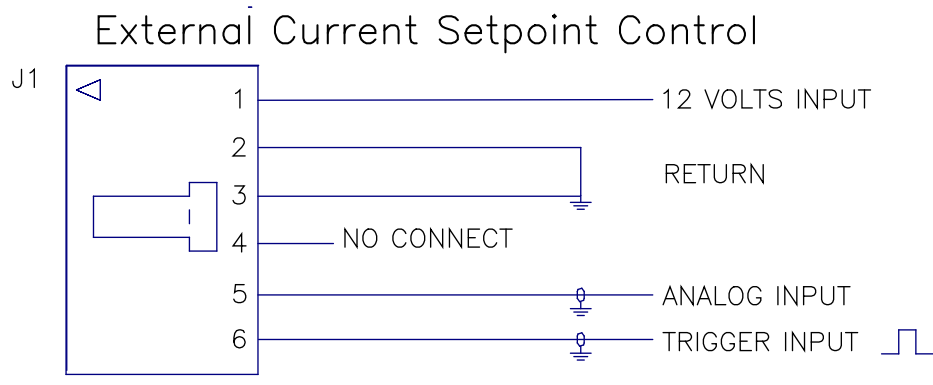 External Current Setpoint Control
J1
1 12 VOLTS INPUT
2
RETURN
3
4 NO CONNECT
5 ANALOG INPUT
6 TRIGGER INPUT